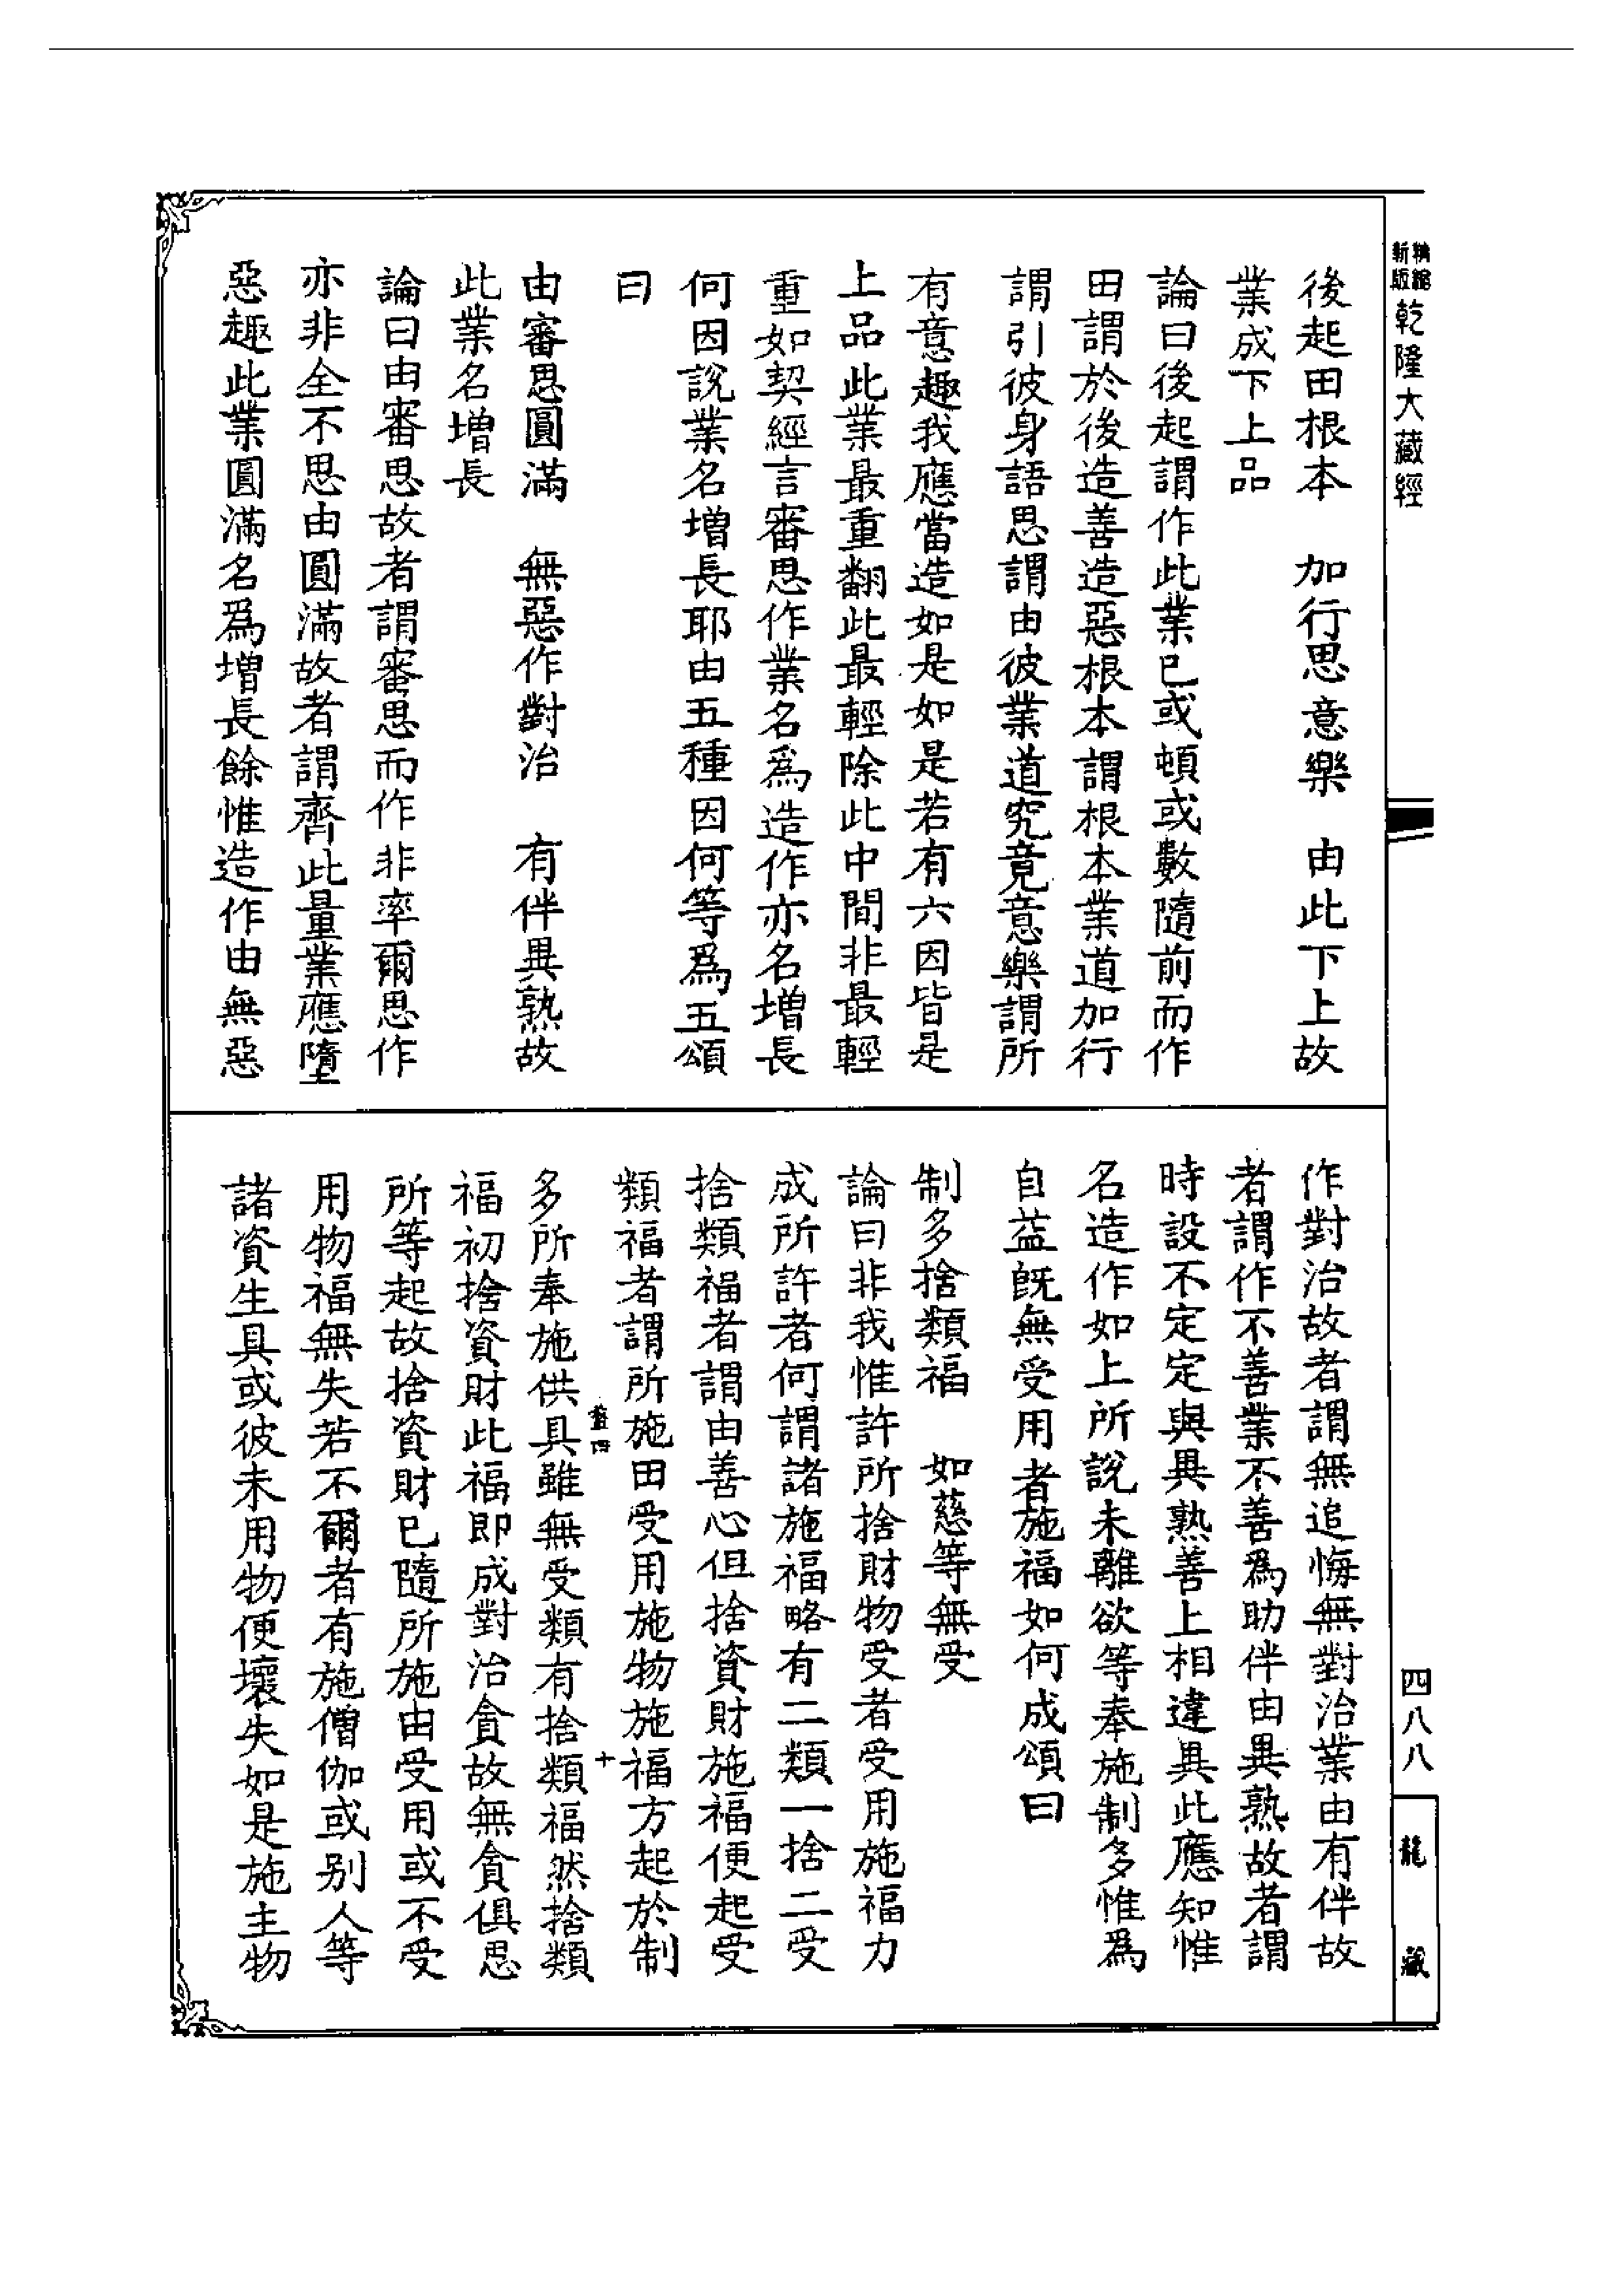 精縮新版乾隆大藏經
後起田根本　加行思意樂　由此下上故
業成下上品
論曰後起謂作此業已或頓或數隨前而作
田謂於後造善造惡根本謂根本業道加行
謂引彼身語思謂由彼業道究竟意樂謂所
有意趣我應當造如是如是若有六因皆是
上品此業最重翻此最輕除此中間非最輕
重如契經言審思作業名爲造作亦名增長
何因說業名增長耶由五種因何等爲五頌
曰
由審思圓滿　無惡作對治　有伴異熟故
此業名增長
論曰由審思故者謂審思而作非率爾思作
亦非全不思由圓滿故者謂齊此量業應墮
惡趣此業圓滿名爲增長餘惟造作由無惡
作對治故者謂無追悔無對治業由有伴故
者謂作不善業不善爲助伴由異熟故者謂
時設不定定與異熟善上相違異此應知惟
名造作如上所說未離欲等奉施制多惟爲
自益旣無受用者施福如何成頌曰
制多捨類福　如慈等無受
論曰非我惟許所捨財物受者受用施福力
成所許者何謂諸施福略有二類一捨二受
捨類福者謂由善心但捨資財施福便起受
類福者謂所施田受用施物施福方起於制
多所奉施供具雖無受類有捨類福然捨類
福初捨資財此福即成對治貪故無貪俱思
所等起故捨資財已隨所施由受用或不受
用物福無失若不爾者有施僧伽或别人等
諸資生具或彼未用物便壞失如是施主物
四八八
龍藏